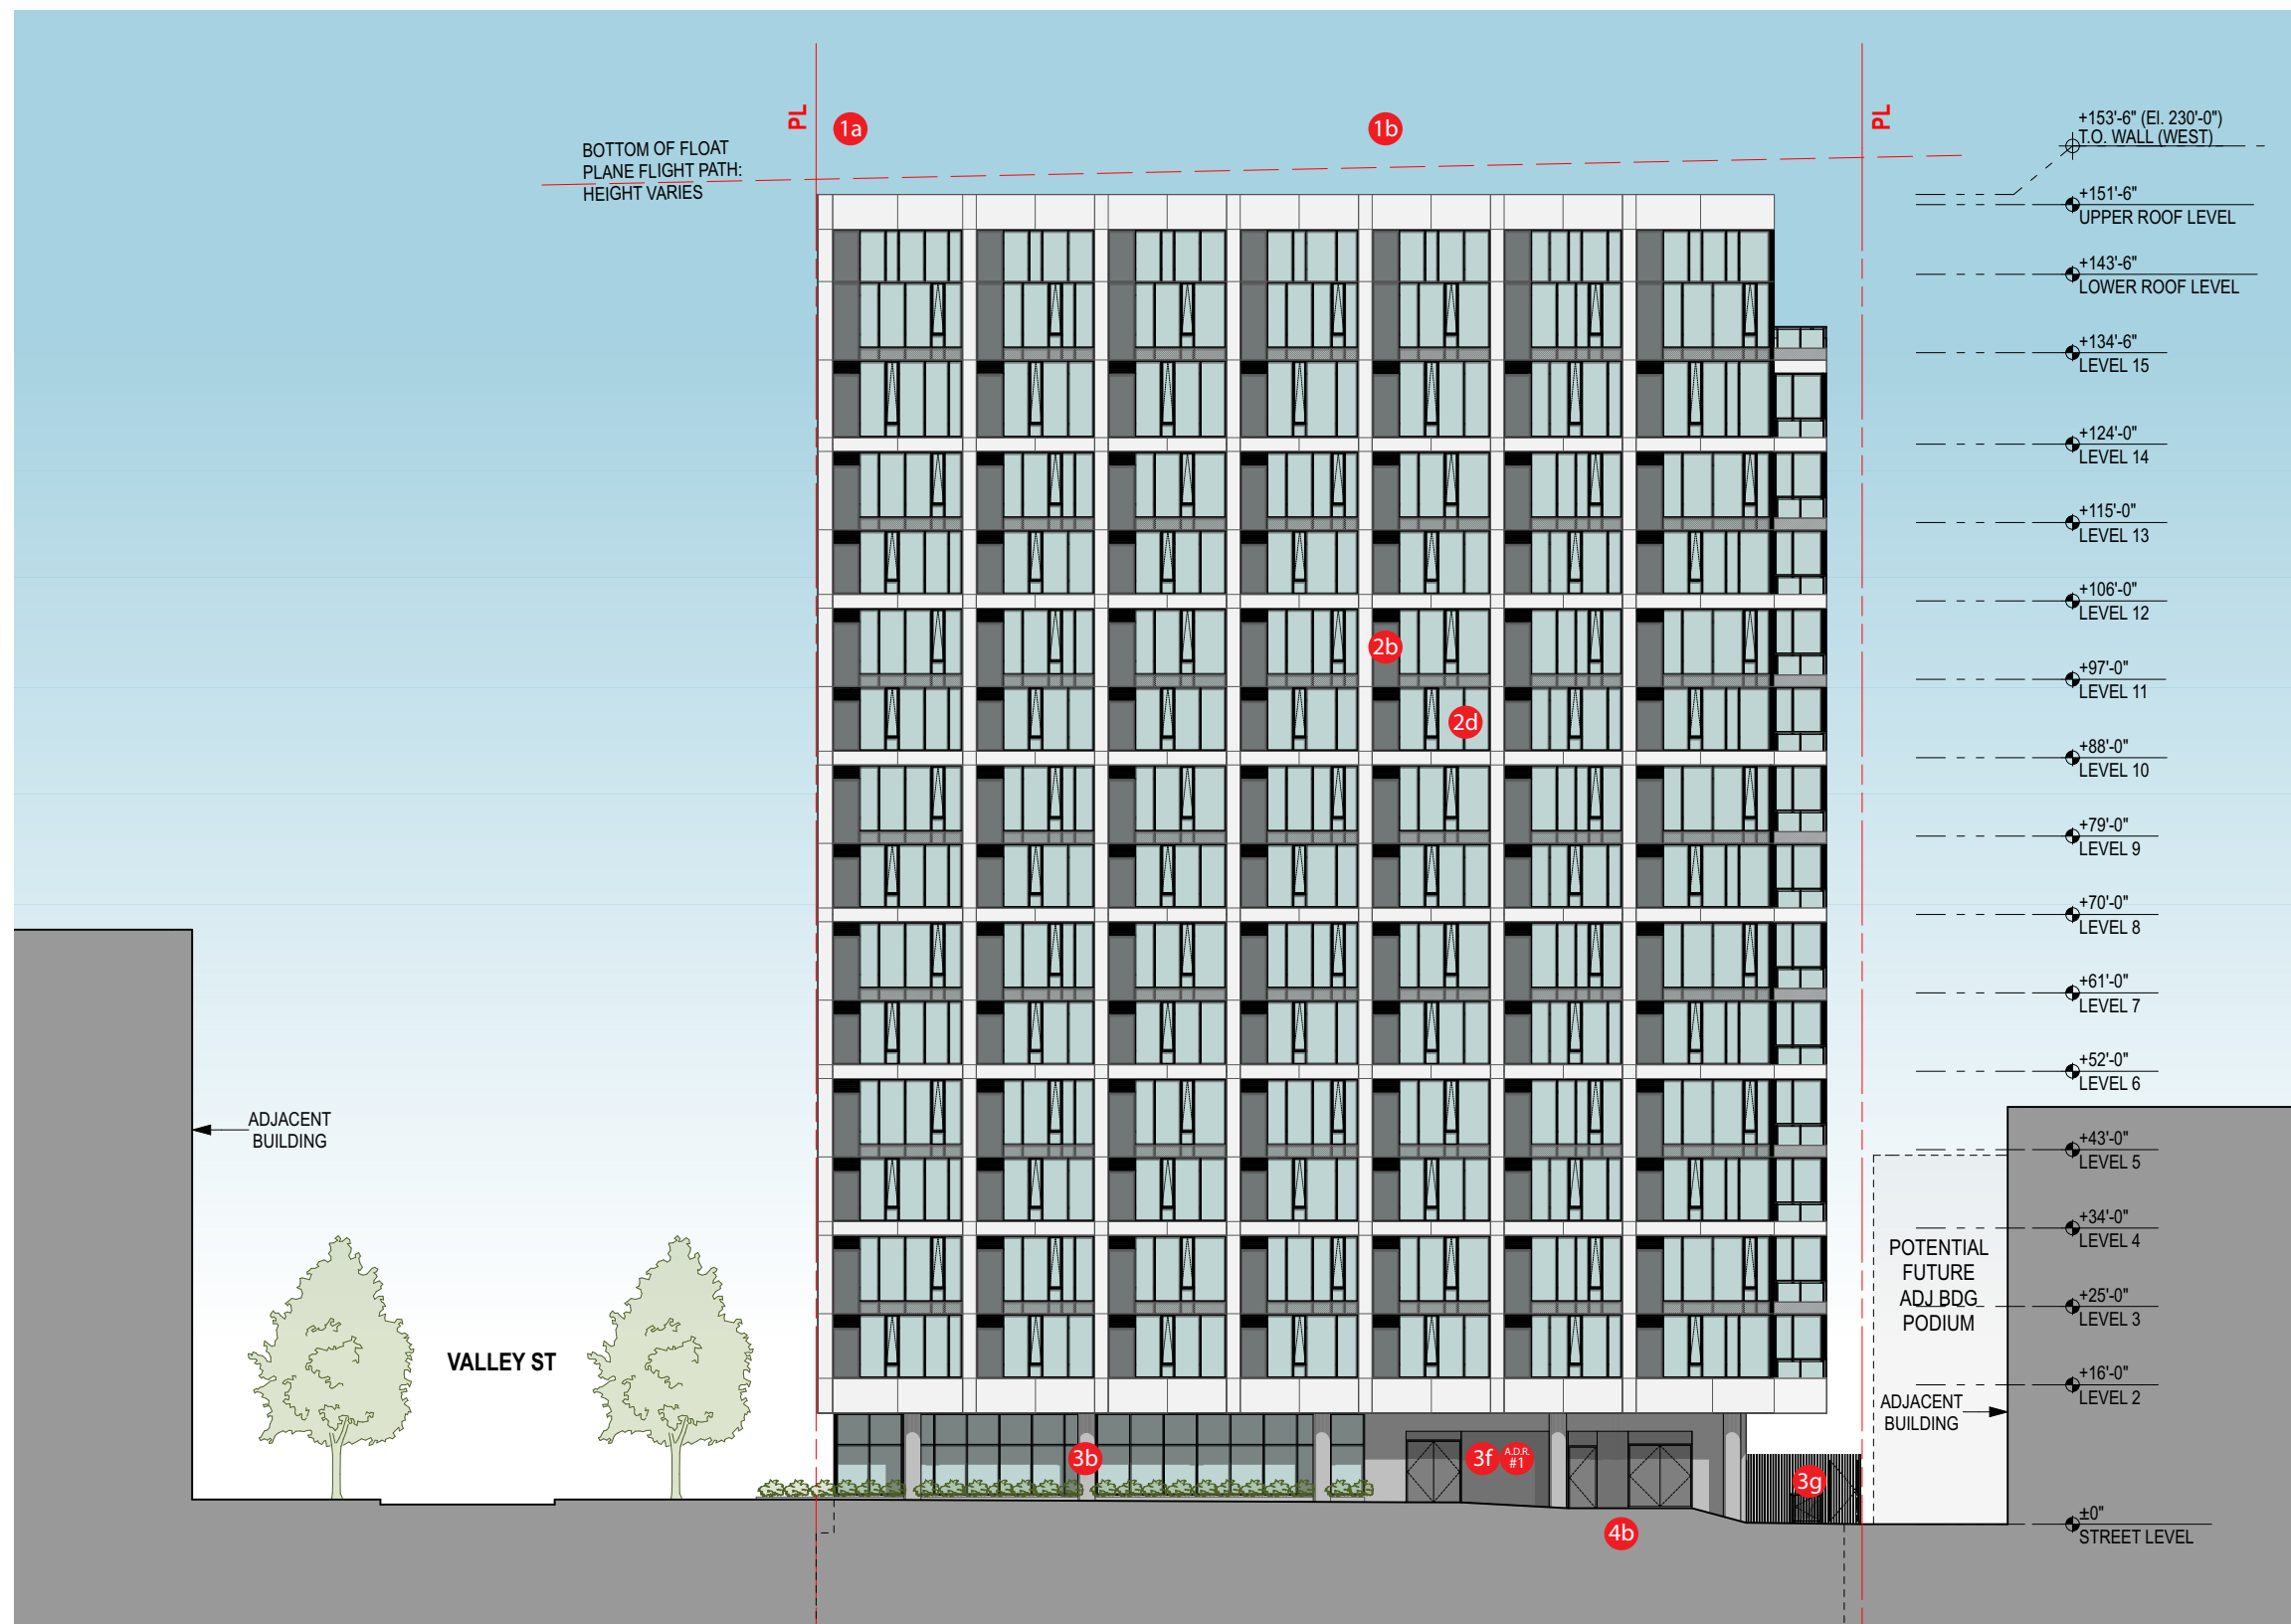 PL
1a
1b
PL
BOTTOM OF FLOAT
PLANE FLIGHT PATH:
HEIGHT VARIES
+153'-6" (El. 230'-0")
T.O. WALL (WEST)
+151'-6"
UPPER ROOF LEVEL
+143'-6"
LOWER ROOF LEVEL
+134'-6"
LEVEL 15
+124'-0"
LEVEL 14
+115'-0"
LEVEL 13
+106'-0"
LEVEL 12
2b
+97'-0"
LEVEL 11
2d
+88'-0"
LEVEL 10
+79'-0"
LEVEL 9
+70'-0"
LEVEL 8
+61'-0"
LEVEL 7
+52'-0"
LEVEL 6
ADJACENT
BUILDING
+43'-0"
LEVEL 5
+34'-0"
LEVEL 4
POTENTIAL
FUTURE
ADJ BDG
PODIUM
+25'-0"
LEVEL 3
VALLEY ST
+16'-0"
LEVEL 2
ADJACENT
BUILDING
3b
3f
A.D.R.
#1
3g
4b
±0"
STREET LEVEL